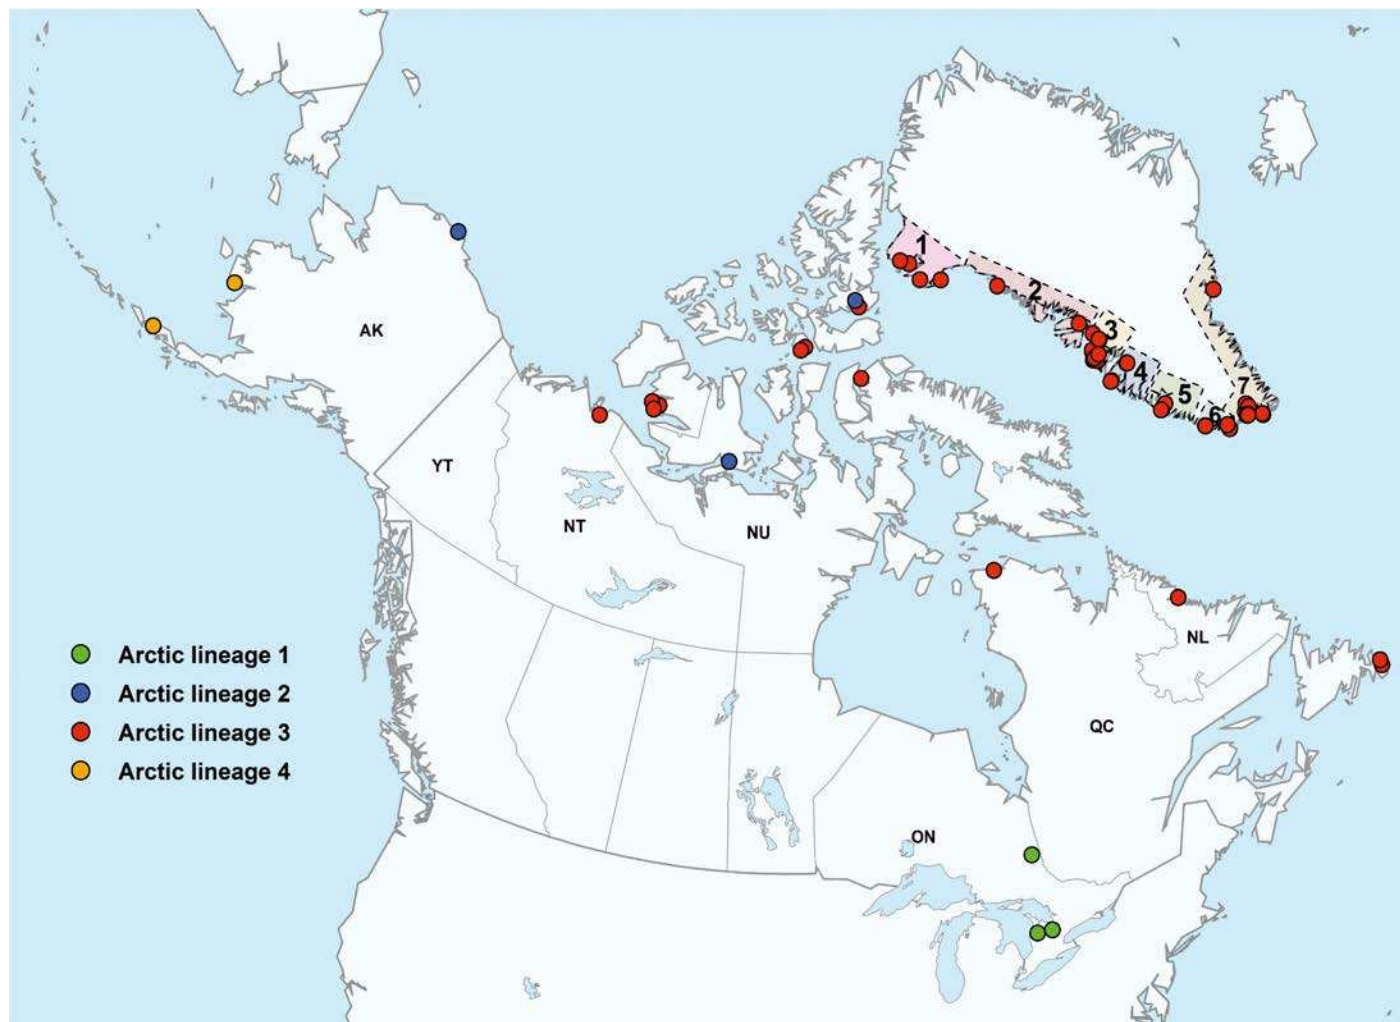 1
2
3
4
5
6
7
AK
YT
NT
NU
NL
QC
ON
Arctic lineage 1
Arctic lineage 2
Arctic lineage 3
Arctic lineage 4